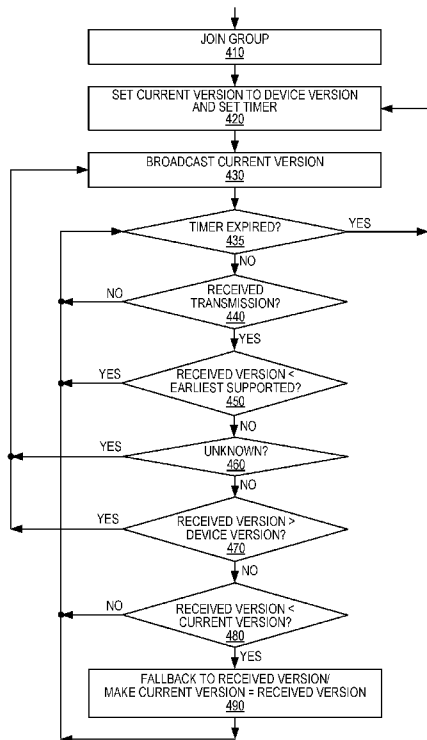 JOIN GROUP
410
SET CURRENT VERSION TO DEVICE VERSION
AND SET TIMER
420
BROADCAST CURRENT VERSION
430
TIMER EXPIRED?
435
YES
NO
RECEIVED
TRANSMISSION?
440
NO
YES
RECEIVED VERSION <
EARLIEST SUPPORTED?
450
YES
NO
UNKNOWN?
460
YES
NO
RECEIVED VERSION >
DEVICE VERSION?
470
YES
NO
RECEIVED VERSION <
CURRENT VERSION?
480
NO
YES
FALLBACK TO RECEIVED VERSION/
MAKE CURRENT VERSION = RECEIVED VERSION
490